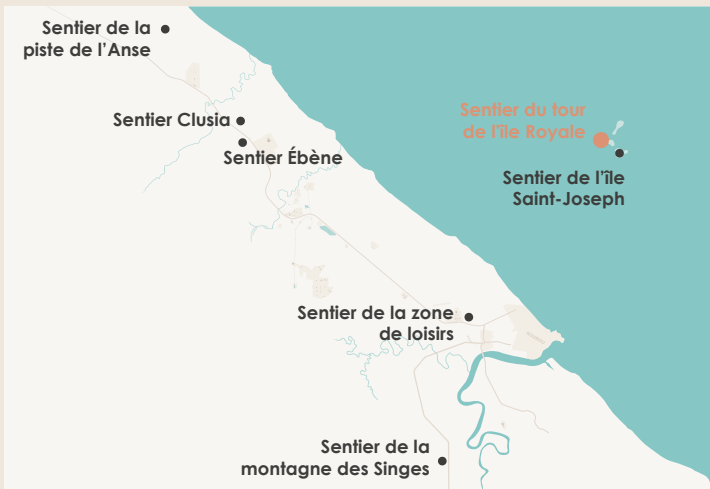 Sentier de la
piste de l'Anse
Sentier Clusia
Sentier Ébène
Sentier du tour
de l'île Royale
Sentier de l'île
Saint-Joseph
Sentier de la zone
de loisirs
Sentier de la
montagne des Singes